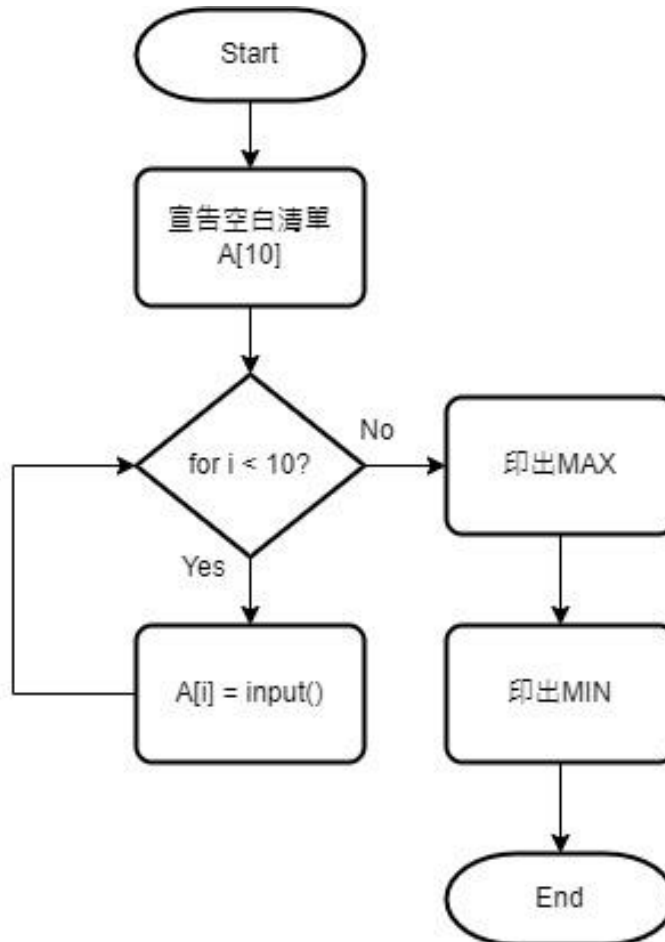 Start
宣告空白清單
A[10]
for i < 10?
No
Yes
A[i] = input()
印出MAX
印出MIN
End